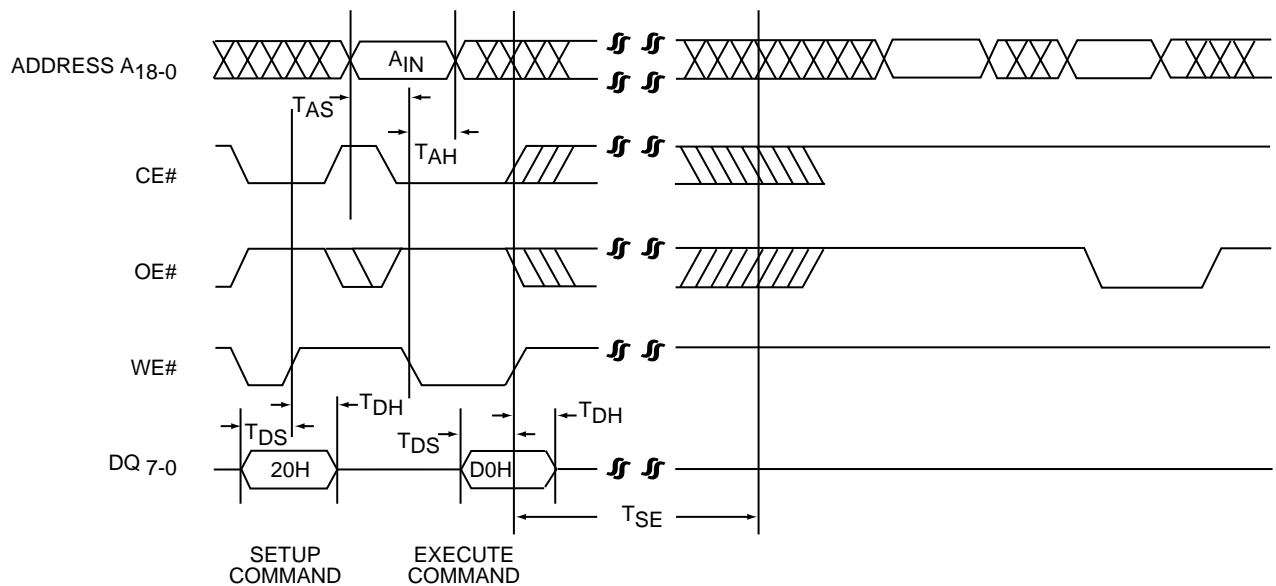 ADDRESS A18-0
AIN
TAS
TAH
CE#
OE#
WE#
TDH
TDS
TDH
TDS
DQ 7-0
20H
D0H
TSE
SETUP
COMMAND
EXECUTE
COMMAND